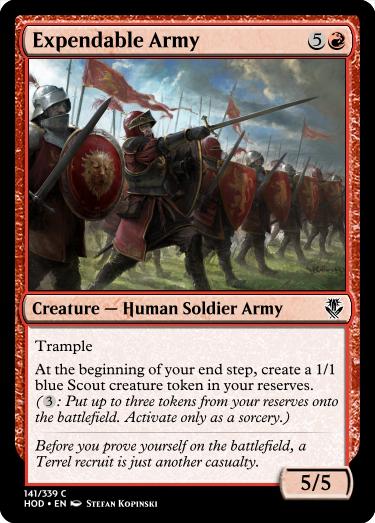 Expendable Army 5
Creature — Human Soldier Army
Trample
At the beginning of your end step, create a 1/1
blue Scout creature token in your reserves.
(3: Put up to three tokens from your reserves onto
the battlefield. Activate only as a sorcery.)
Before you prove yourself on the battlefield, a
Terrel recruit is just another casualty.
5/5
141/339 C
HOD • EN STEFAN KOPINSKI